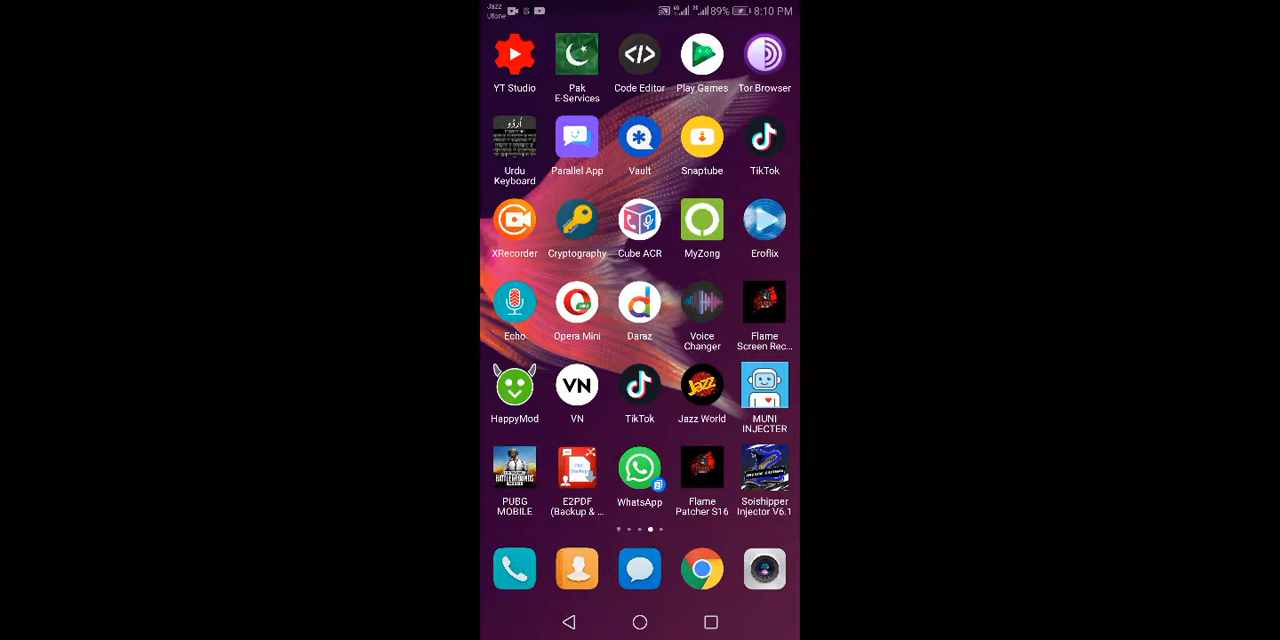 Jazz
Ufone
89%
8:10 PM
YT Studio
Pak
E-Services
Code Editor
Play Games
Tor Browser
اُردُو
Urdu
Keyboard
Parallel App
Vault
Snaptube
TikTok
XRecorder
Cryptography
Cube ACR
MyZong
Eroflix
Echo
Opera Mini
Daraz
Voice
Changer
Flame
Screen Rec...
VN
Jazz
HappyMod
VN
TikTok
Jazz World
MUNI
INJECTER
PUBG
MOBILE
E2PDF
(Backup & ...
WhatsApp
Flame
Patcher S16
Soishipper
Injector V6.1